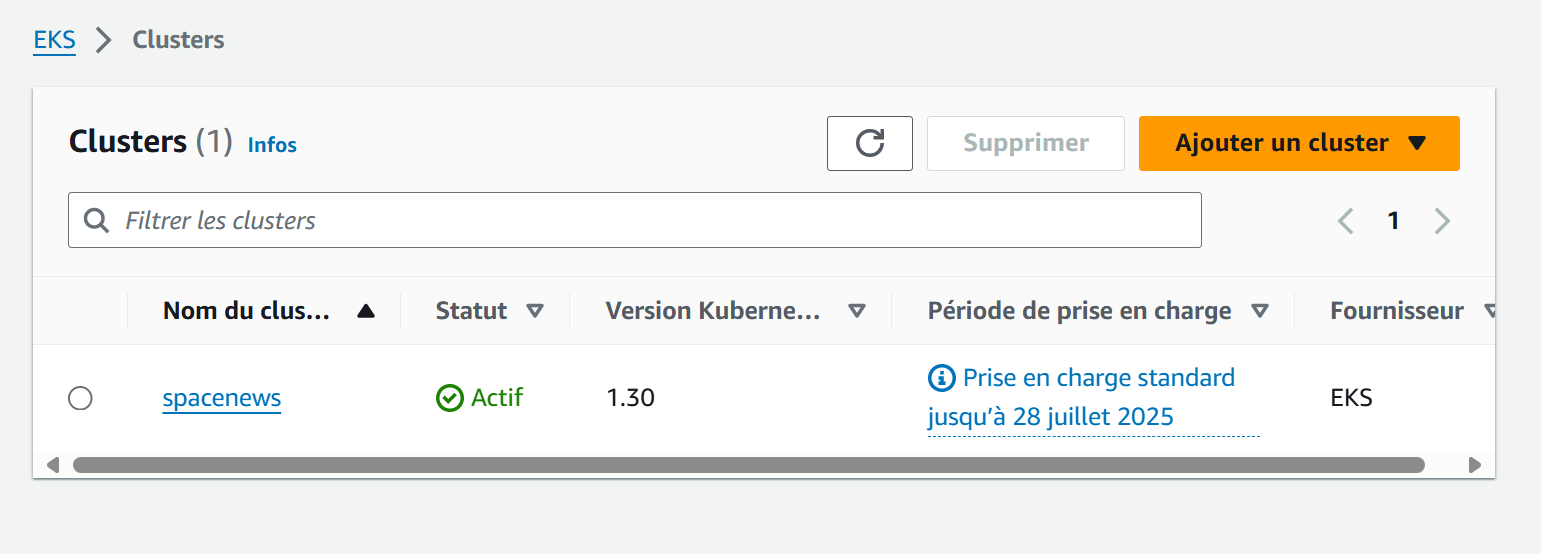 EKS > Clusters
Clusters (1) Infos
Supprimer
Ajouter un cluster
Filtrer les clusters
1
Nom du clus... Statut Version Kuberne... Période de prise en charge Fournisseur
spacenews Actif 1.30 Prise en charge standard EKS
jusqu’à 28 juillet 2025